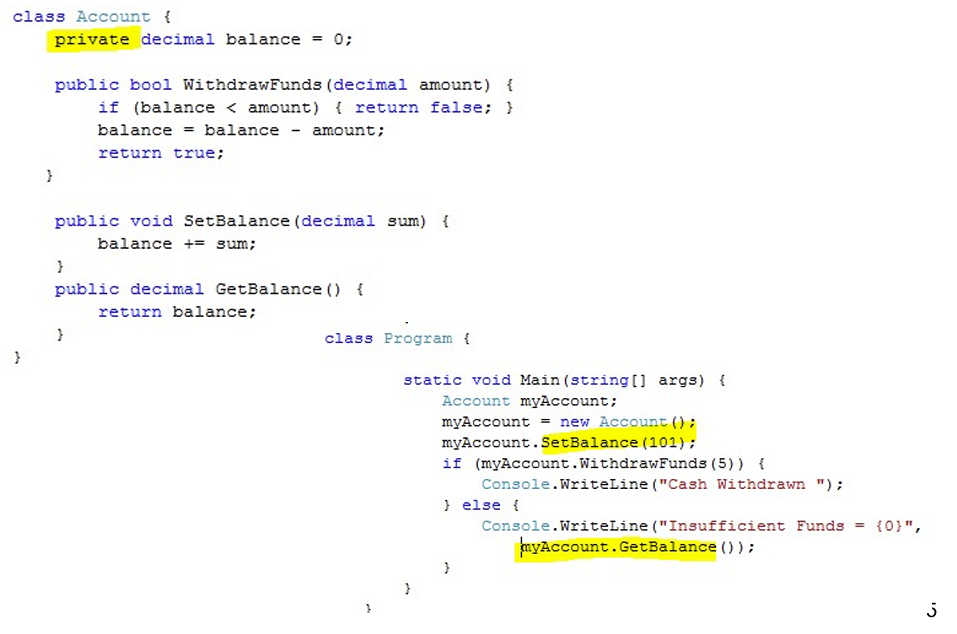 class Account {
private decimal balance = 0;
public bool WithdrawFunds(decimal amount) {
if (balance < amount) { return false; }
balance = balance - amount;
return true;
}
public void SetBalance(decimal sum) {
balance += sum;
}
public decimal GetBalance() {
return balance;
}
}
class Program {
static void Main(string[] args) {
Account myAccount;
myAccount = new Account();
myAccount.SetBalance(101);
if (myAccount.WithdrawFunds(5)) {
Console.WriteLine("Cash Withdrawn ");
} else {
Console.WriteLine("Insufficient Funds = {0}",
myAccount.GetBalance());
}
}
}
5